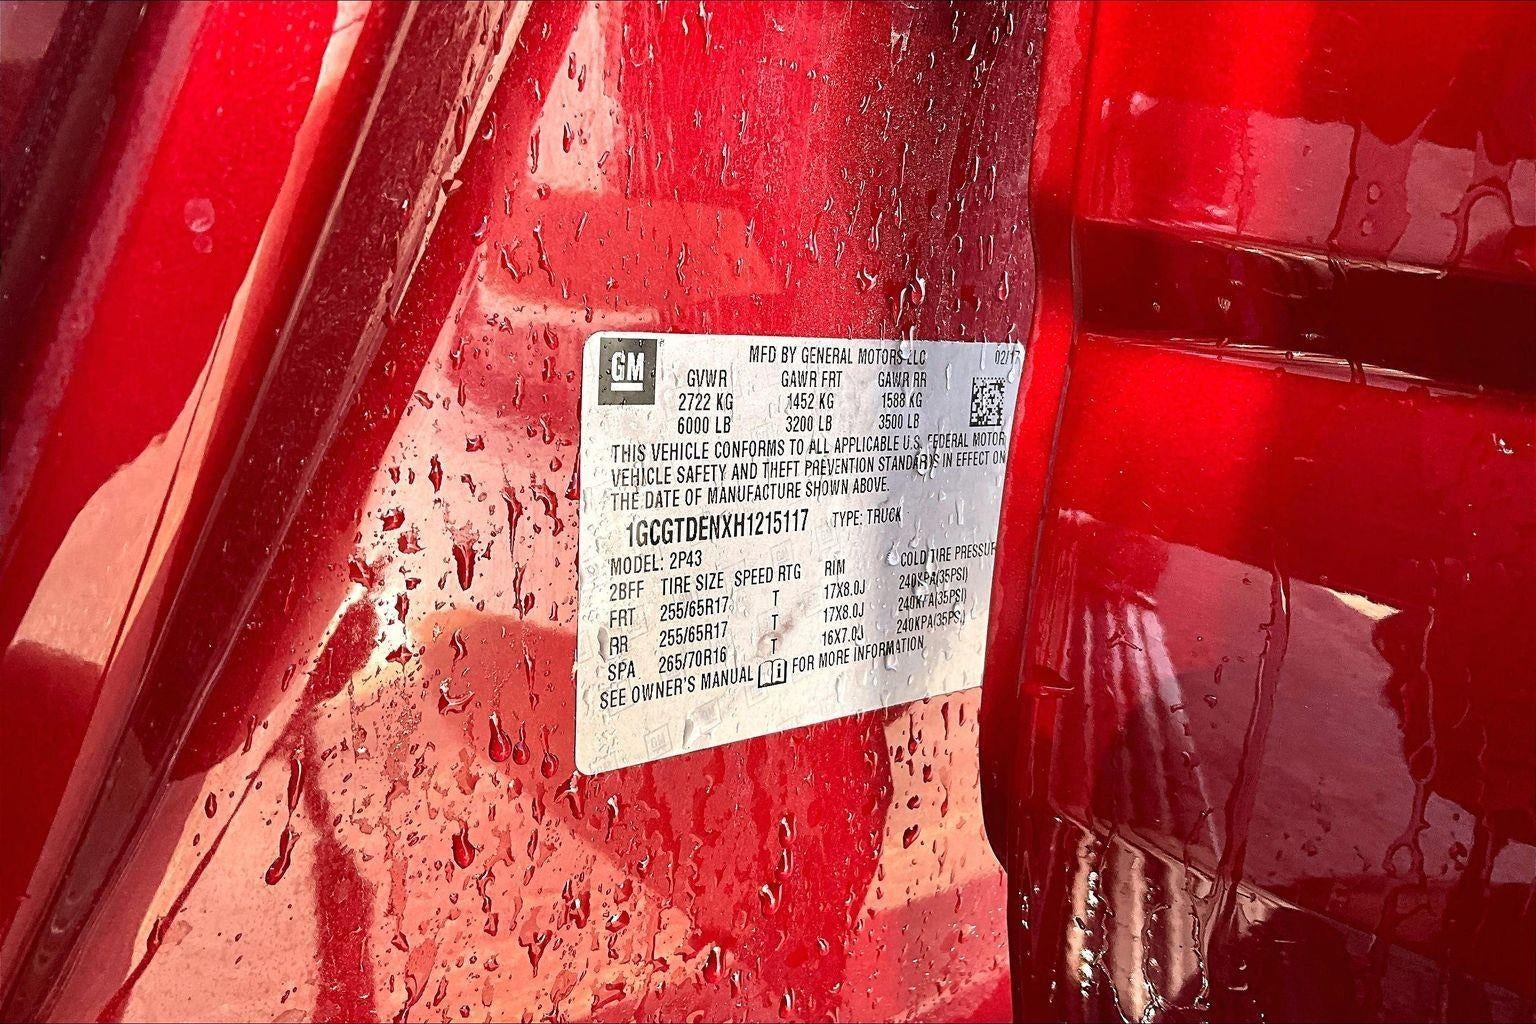 GM
MFD BY GENERAL MOTORS LLC 02/17
GVWR GAWR FRT GAWR RR
2722 KG 1452 KG 1588 KG
6000 LB 3200 LB 3500 LB
THIS VEHICLE CONFORMS TO ALL APPLICABLE U.S. FEDERAL MOTOR
VEHICLE SAFETY AND THEFT PREVENTION STANDARDS IN EFFECT ON
THE DATE OF MANUFACTURE SHOWN ABOVE.
1GCGTDENXH1215117 TYPE: TRUCK
MODEL: 2P43
2BFF TIRE SIZE SPEED RTG RIM COLD TIRE PRESSUR
FRT 255/65R17 T 17X8.0J 240KPA(35PSI)
RR 255/65R17 T 17X8.0J 240KPA(35PSI)
SPA 265/70R16 T 16X7.0J 240KPA(35PSI)
SEE OWNER'S MANUAL i FOR MORE INFORMATION